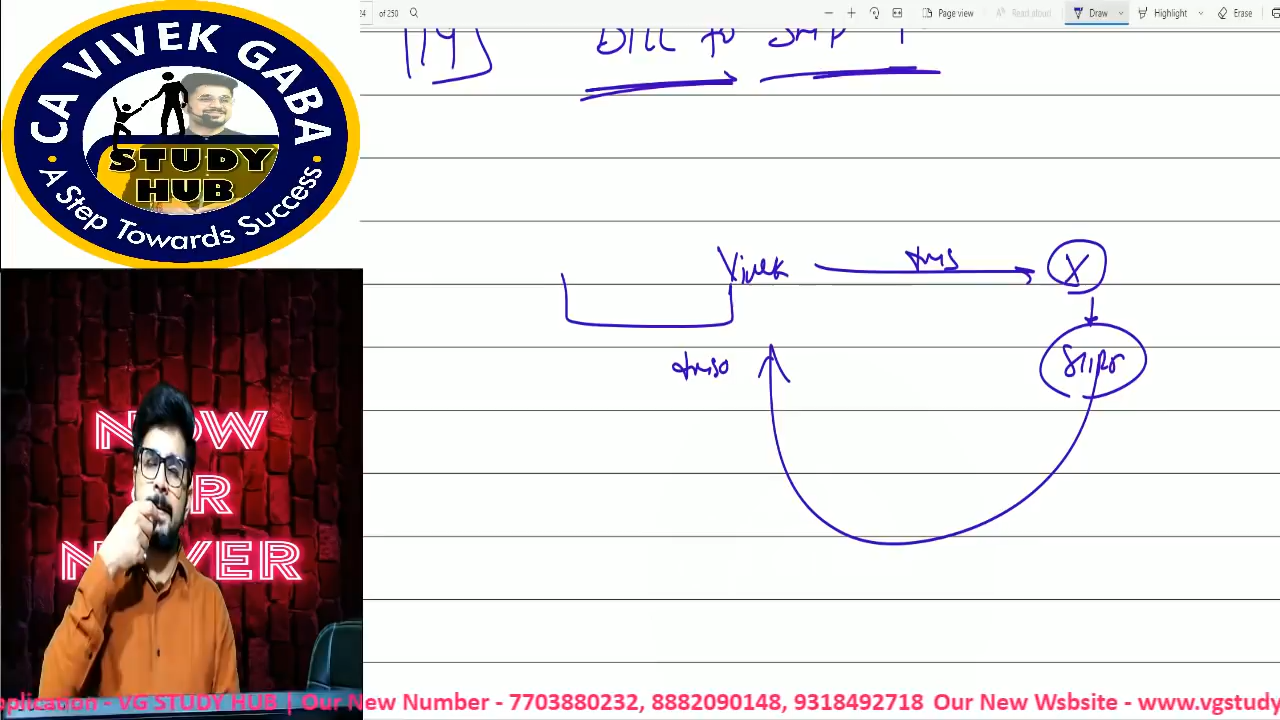 CA VIVEK GABA
STUDY
HUB
A Step Towards Success
24 of 250
Page view
Read aloud
Draw
Highlight
Erase
Bill to Ship
Vivek
X
NOW
OR
NEVER
pplication - VG STUDY HUB | Our New Number - 7703880232, 8882090148, 9318492718 Our New Wsbsite - www.vgstudy